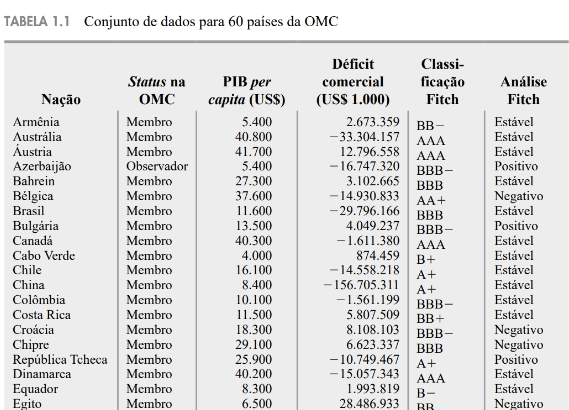 TABELA 1.1 Conjunto de dados para 60 países da OMC
Nação Status na OMC PIB per capita (US$) Déficit comercial (US$ 1.000) Classi-ficação Fitch Análise Fitch
Armênia Membro 5.400 2.673.359 BB− Estável
Austrália Membro 40.800 −33.304.157 AAA Estável
Áustria Membro 41.700 12.796.558 AAA Estável
Azerbaijão Observador 5.400 −16.747.320 BBB− Positivo
Bahrein Membro 27.300 3.102.665 BBB Estável
Bélgica Membro 37.600 −14.930.833 AA+ Negativo
Brasil Membro 11.600 −29.796.166 BBB Estável
Bulgária Membro 13.500 4.049.237 BBB− Positivo
Canadá Membro 40.300 −1.611.380 AAA Estável
Cabo Verde Membro 4.000 874.459 B+ Estável
Chile Membro 16.100 −14.558.218 A+ Estável
China Membro 8.400 −156.705.311 A+ Estável
Colômbia Membro 10.100 −1.561.199 BBB− Estável
Costa Rica Membro 11.500 5.807.509 BB+ Estável
Croácia Membro 18.300 8.108.103 BBB− Negativo
Chipre Membro 29.100 6.623.337 BBB Negativo
República Tcheca Membro 25.900 −10.749.467 A+ Positivo
Dinamarca Membro 40.200 −15.057.343 AAA Estável
Equador Membro 8.300 1.993.819 B− Estável
Egito Membro 6.500 28.486.933 BB Negativo